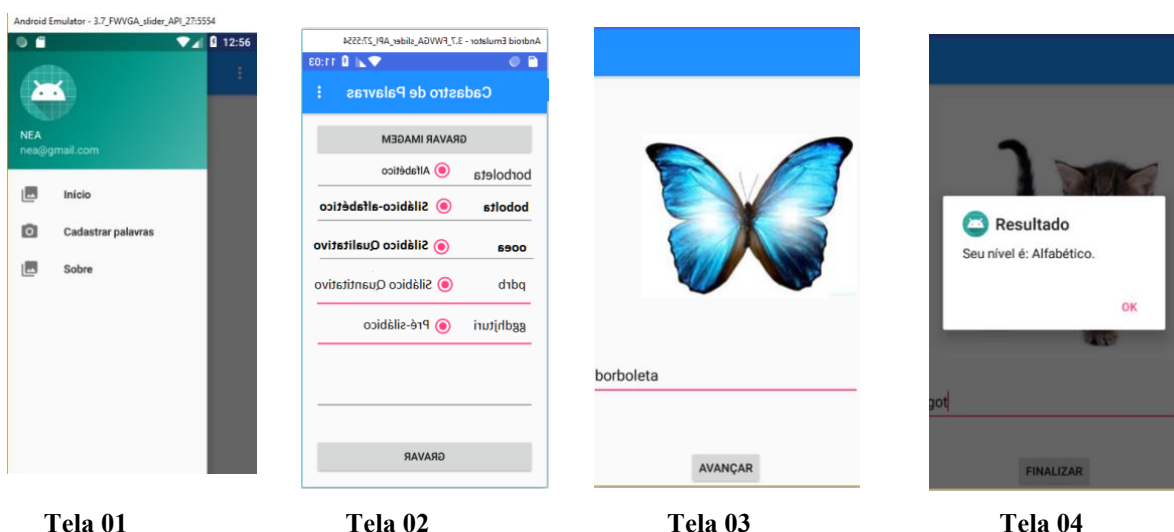 Android Emulator - 3.7_FWVGA_slider_API_27:5554
12:56
NEA
nea@gmail.com
Início
Cadastrar palavras
Sobre
Tela 01
Android Emulator - 3.7_FWVGA_slider_API_27:5554
11:03
Cadastro de Palavras
GRAVAR IMAGEM
borboleta Alfabético
bobolta Silábico-alfabético
ooea Silábico Qualitativo
Silábico Quantitativo
ggdhjturi Pré-silábico
GRAVAR
Tela 02
borboleta
AVANÇAR
Tela 03
Resultado
Seu nível é: Alfabético.
OK
got
FINALIZAR
Tela 04